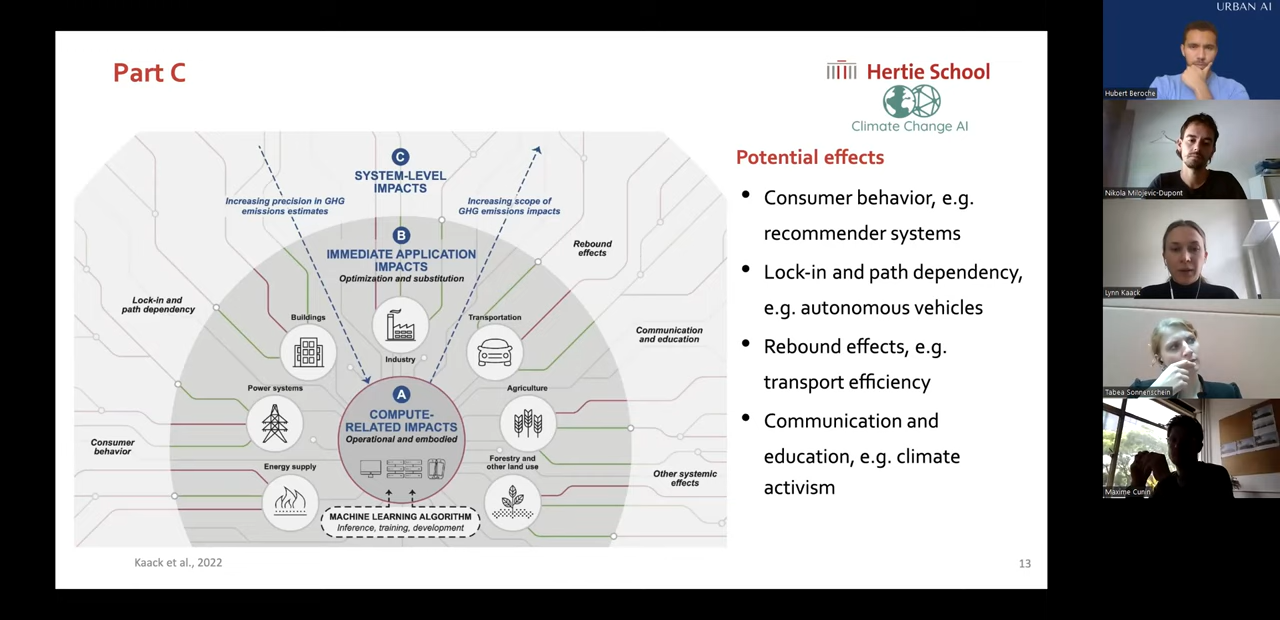 URBAN AI
Part C
Hertie School
Climate Change AI
C
SYSTEM-LEVEL
IMPACTS
Increasing precision in GHG
emissions estimates
Increasing scope of
GHG emissions impacts
B
IMMEDIATE APPLICATION
IMPACTS
Optimization and substitution
Rebound
effects
Lock-in and
path dependency
Buildings
Industry
Transportation
Communication
and education
Power systems
Agriculture
A
COMPUTE-
RELATED IMPACTS
Operational and embodied
Consumer
behavior
Energy supply
Forestry and
other land use
Other systemic
effects
MACHINE LEARNING ALGORITHM
Inference, training, development
Kaack et al., 2022
Potential effects
• Consumer behavior, e.g.
recommender systems
• Lock-in and path dependency,
e.g. autonomous vehicles
• Rebound effects, e.g.
transport efficiency
• Communication and
education, e.g. climate
activism
13
Hubert Beroche
Nikola Milojevic-Dupont
Lynn Kaack
Tabea Sonnenschein
Maxime Cunin